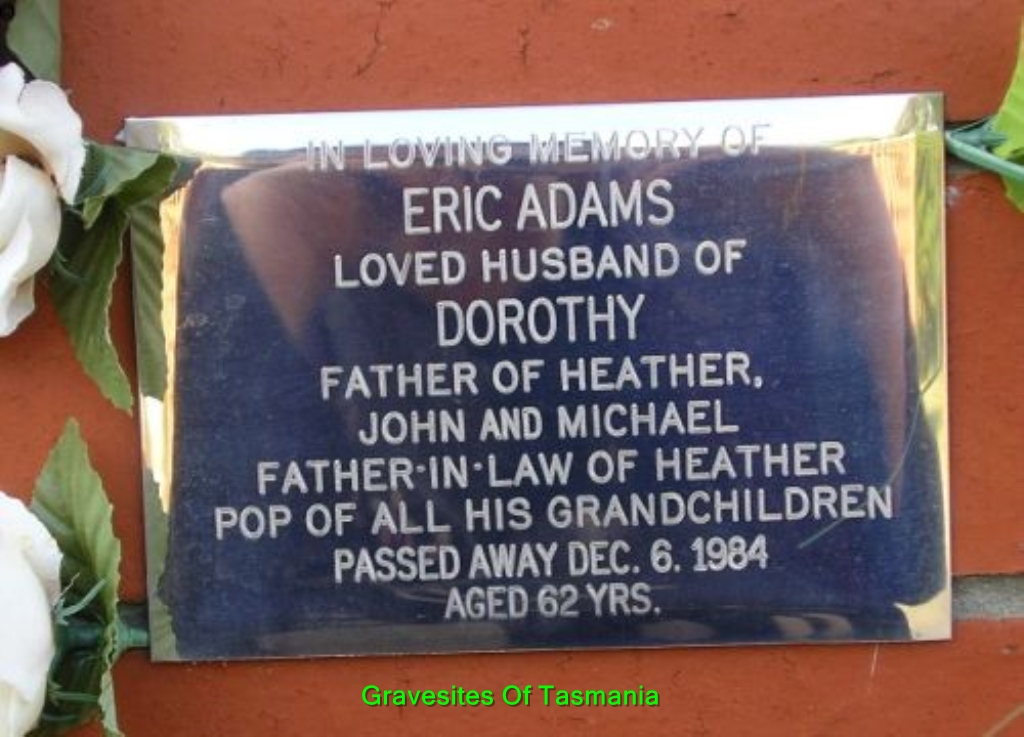 IN LOVING MEMORY OF
ERIC ADAMS
LOVED HUSBAND OF
DOROTHY
FATHER OF HEATHER,
JOHN AND MICHAEL
FATHER-IN-LAW OF HEATHER
POP OF ALL HIS GRANDCHILDREN
PASSED AWAY DEC. 6. 1984
AGED 62 YRS.
Gravesites Of Tasmania